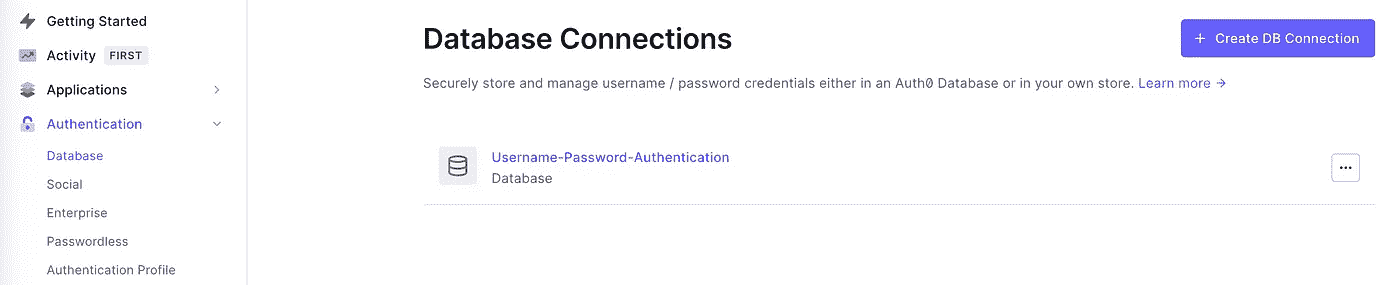 Getting Started
Activity FIRST
Applications
Authentication
Database
Social
Enterprise
Passwordless
Authentication Profile
Database Connections
+ Create DB Connection
Securely store and manage username / password credentials either in an Auth0 Database or in your own store. Learn more →
Username-Password-Authentication
Database